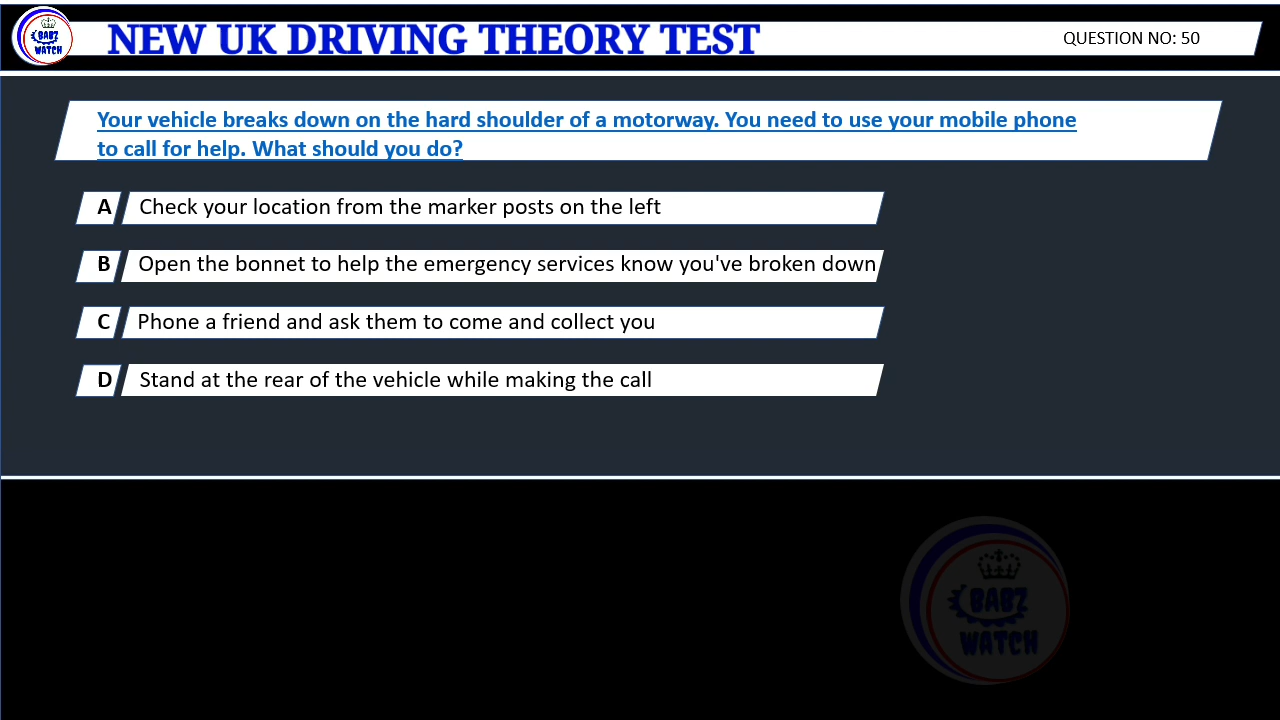 BABZ
WATCH
NEW UK DRIVING THEORY TEST
QUESTION NO: 50
Your vehicle breaks down on the hard shoulder of a motorway. You need to use your mobile phone
to call for help. What should you do?
A Check your location from the marker posts on the left
B Open the bonnet to help the emergency services know you've broken down
C Phone a friend and ask them to come and collect you
D Stand at the rear of the vehicle while making the call
BABZ
WATCH